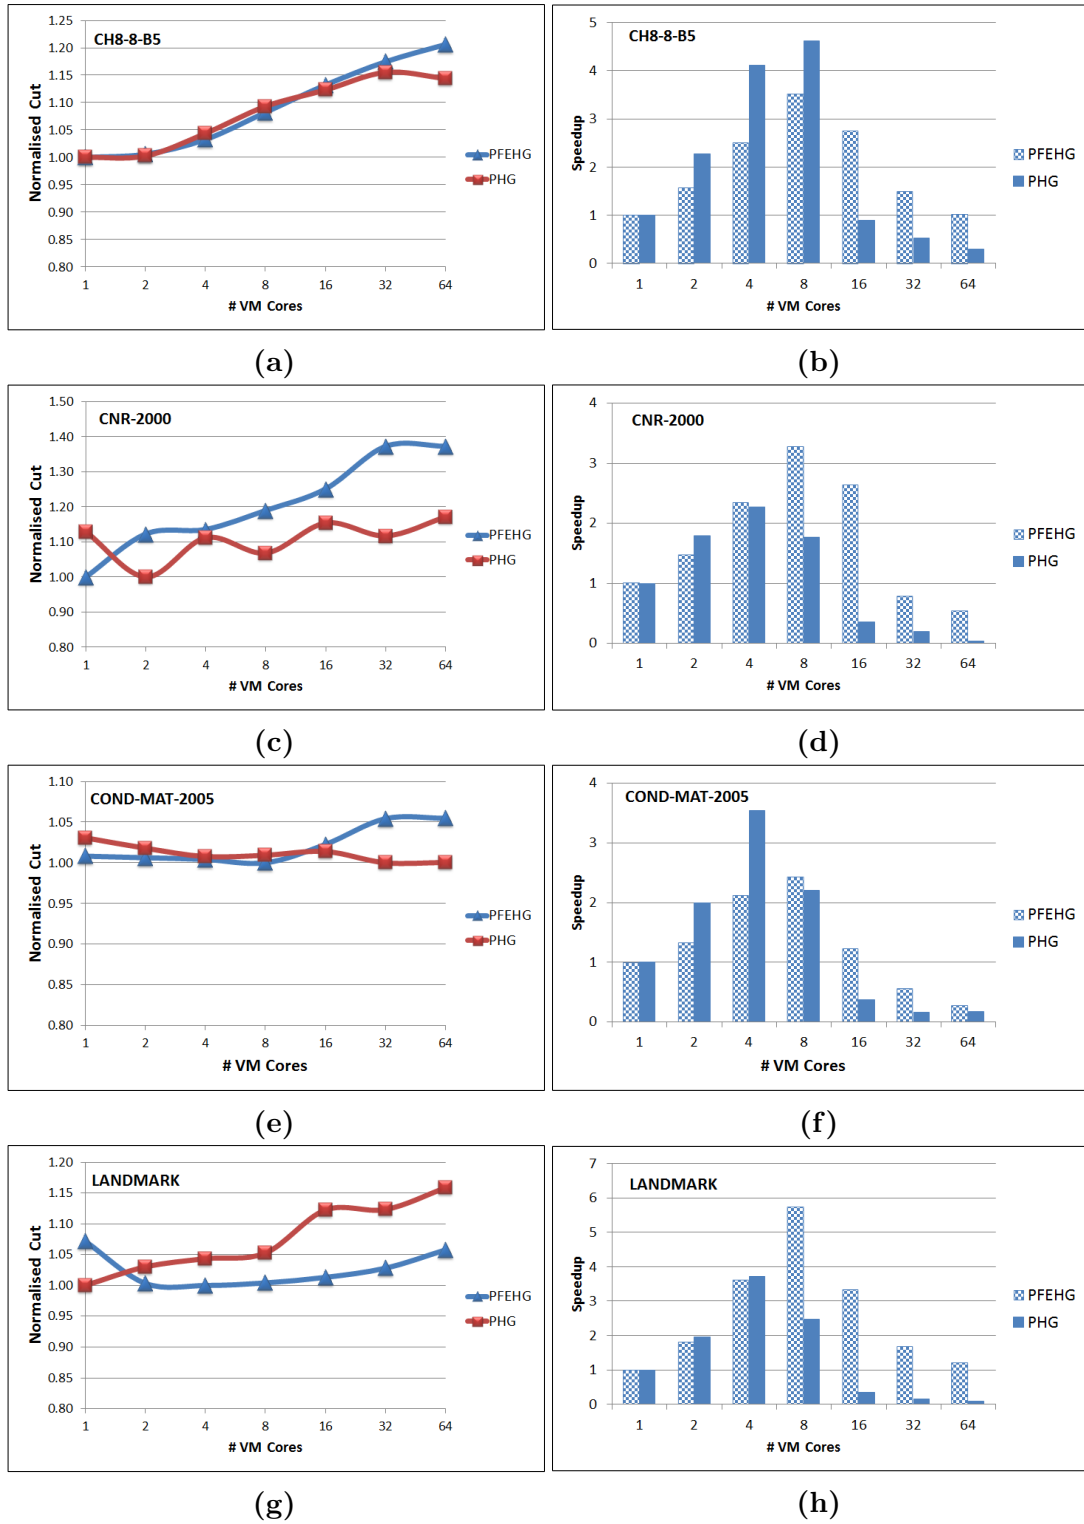 CH8-8-B5
Normalised Cut
1.25
1.20
1.15
1.10
1.05
1.00
0.95
0.90
0.85
0.80
1 2 4 8 16 32 64
# VM Cores
PFEHG
PHG
(a)
CH8-8-B5
Speedup
5
4
3
2
1
0
1 2 4 8 16 32 64
# VM Cores
PFEHG
PHG
(b)
CNR-2000
Normalised Cut
1.50
1.40
1.30
1.20
1.10
1.00
0.90
0.80
1 2 4 8 16 32 64
# VM Cores
PFEHG
PHG
(c)
CNR-2000
Speedup
4
3
2
1
0
1 2 4 8 16 32 64
# VM Cores
PFEHG
PHG
(d)
COND-MAT-2005
Normalised Cut
1.10
1.05
1.00
0.95
0.90
0.85
0.80
1 2 4 8 16 32 64
# VM Cores
PFEHG
PHG
(e)
COND-MAT-2005
Speedup
4
3
2
1
0
1 2 4 8 16 32 64
# VM Cores
PFEHG
PHG
(f)
LANDMARK
Normalised Cut
1.20
1.15
1.10
1.05
1.00
0.95
0.90
0.85
0.80
1 2 4 8 16 32 64
# VM Cores
PFEHG
PHG
(g)
LANDMARK
Speedup
7
6
5
4
3
2
1
0
1 2 4 8 16 32 64
# VM Cores
PFEHG
PHG
(h)